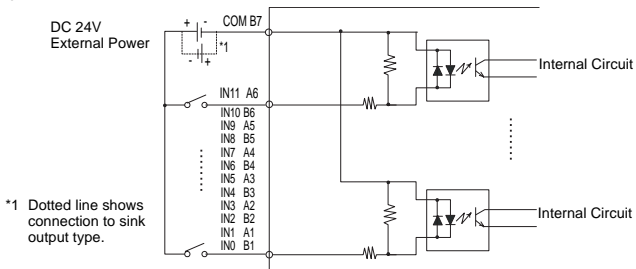 DC 24V
External Power
+ -
COM B7
*1
- +
Internal Circuit
IN11 A6
IN10 B6
IN9 A5
IN8 B5
IN7 A4
IN6 B4
IN5 A3
IN4 B3
IN3 A2
IN2 B2
IN1 A1
IN0 B1
*1 Dotted line shows
connection to sink
output type.
Internal Circuit